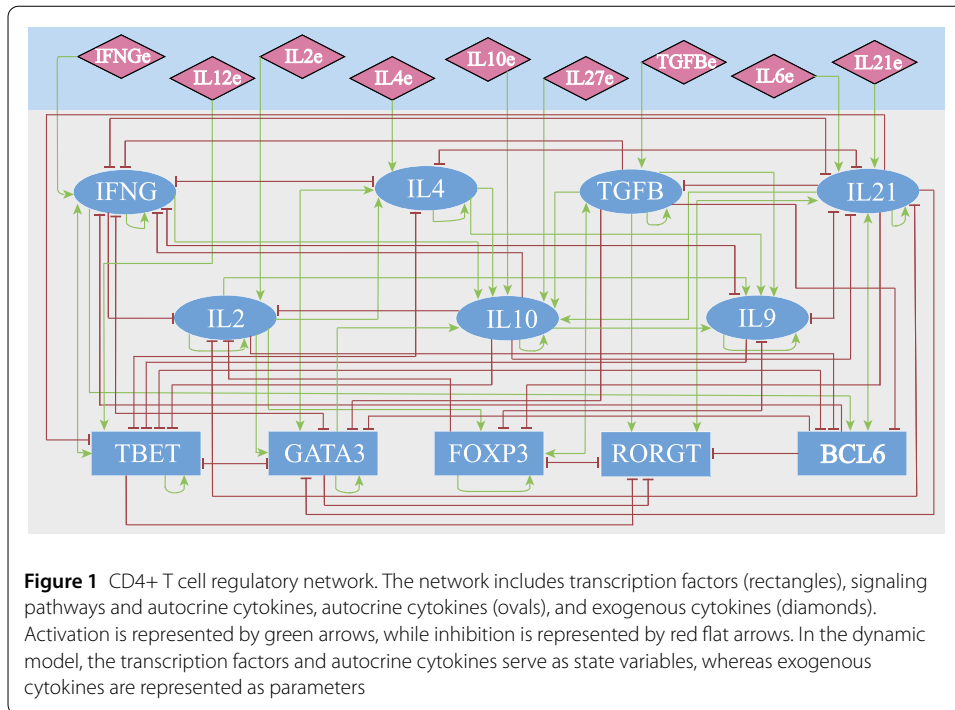 IFNGe
IL12e
IL2e
IL4e
IL10e
IL27e
TGFBe
IL6e
IL21e
IFNG
IL4
TGFB
IL21
IL2
IL10
IL9
TBET
GATA3
FOXP3
RORGT
BCL6
Figure 1 CD4+ T cell regulatory network. The network includes transcription factors (rectangles), signaling
pathways and autocrine cytokines, autocrine cytokines (ovals), and exogenous cytokines (diamonds).
Activation is represented by green arrows, while inhibition is represented by red flat arrows. In the dynamic
model, the transcription factors and autocrine cytokines serve as state variables, whereas exogenous
cytokines are represented as parameters